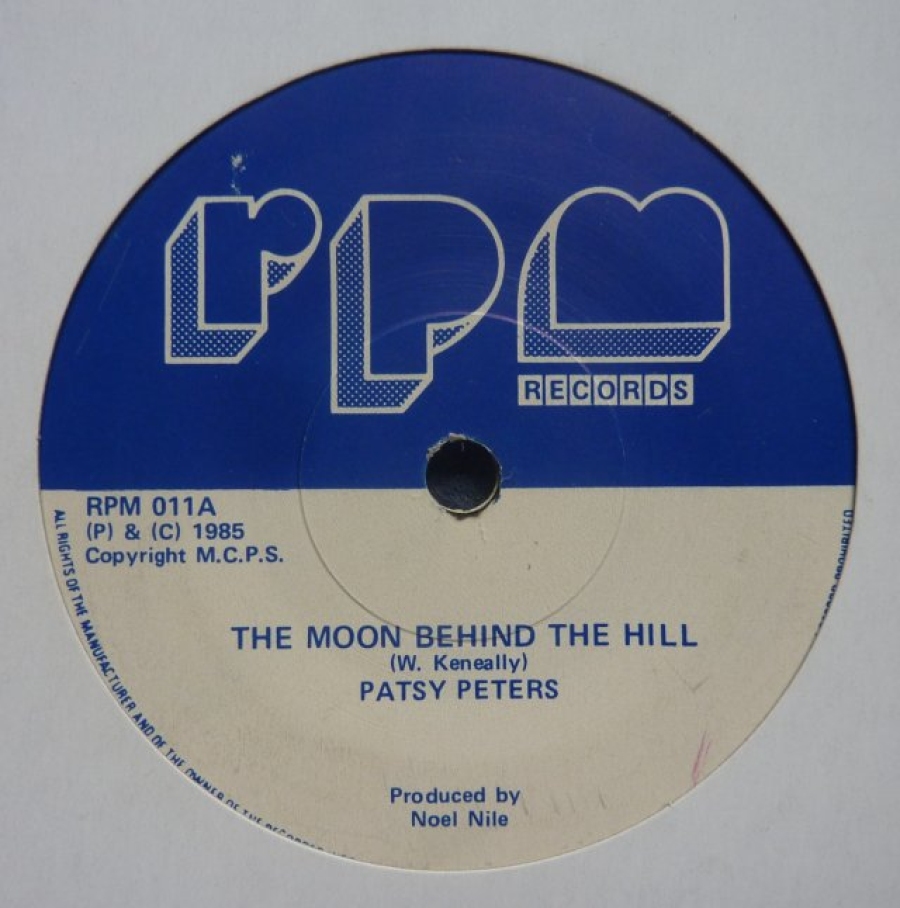 rpm
RECORDS
RPM 011A
(P) & (C) 1985
Copyright M.C.P.S.
THE MOON BEHIND THE HILL
(W. Keneally)
PATSY PETERS
Produced by
Noel Nile
ALL RIGHTS OF THE MANUFACTURER AND OF THE OWNER OF THE
PROHIBITED